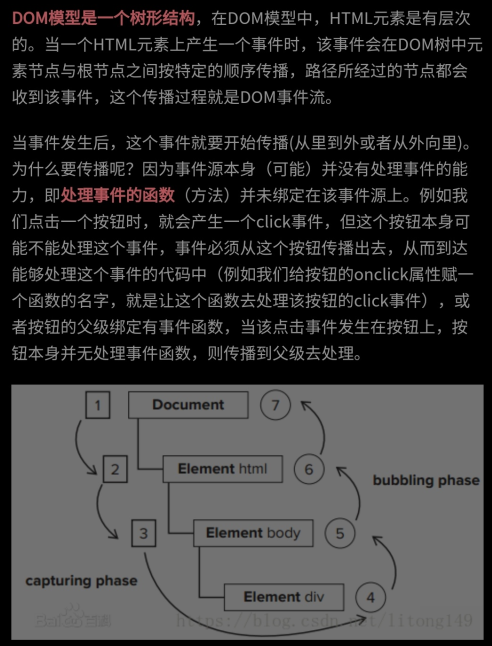 DOM模型是一个树形结构，在DOM模型中，HTML元素是有层次
的。当一个HTML元素上产生一个事件时，该事件会在DOM树中元
素节点与根节点之间按特定的顺序传播，路径所经过的节点都会
收到该事件，这个传播过程就是DOM事件流。
当事件发生后，这个事件就要开始传播(从里到外或者从外向里)。
为什么要传播呢？因为事件源本身（可能）并没有处理事件的能
力，即处理事件的函数（方法）并未绑定在该事件源上。例如我
们点击一个按钮时，就会产生一个click事件，但这个按钮本身可
能不能处理这个事件，事件必须从这个按钮传播出去，从而到达
能够处理这个事件的代码中（例如我们给按钮的onclick属性赋一
个函数的名字，就是让这个函数去处理该按钮的click事件），或
者按钮的父级绑定有事件函数，当该点击事件发生在按钮上，按
钮本身并无处理事件函数，则传播到父级去处理。
1 Document 7
2 Element html 6
bubbling phase
3 Element body 5
capturing phase
Element div 4
Baidu百科
https://blog.csdn.net/litong149